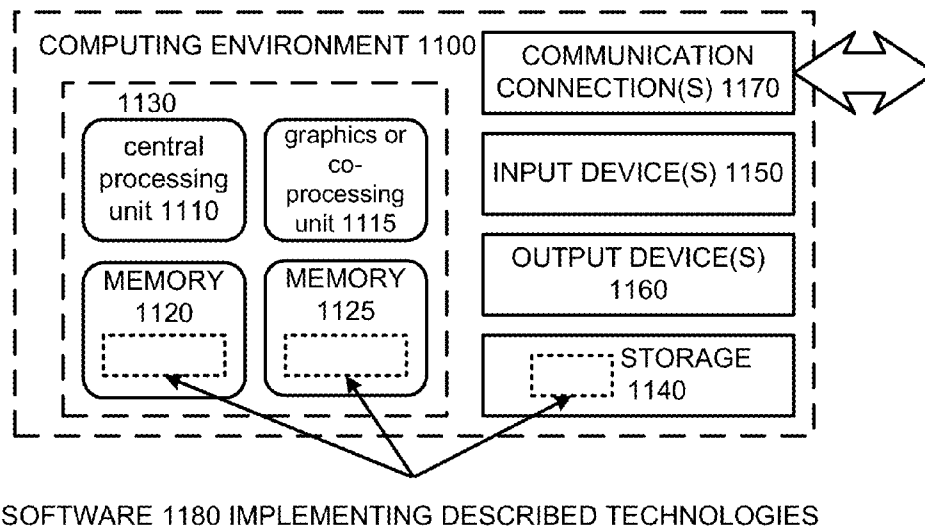 COMPUTING ENVIRONMENT 1100
COMMUNICATION
CONNECTION(S) 1170
1130
central
processing
unit 1110
graphics or
co-
processing
unit 1115
INPUT DEVICE(S) 1150
MEMORY
1120
MEMORY
1125
OUTPUT DEVICE(S)
1160
STORAGE
1140
SOFTWARE 1180 IMPLEMENTING DESCRIBED TECHNOLOGIES